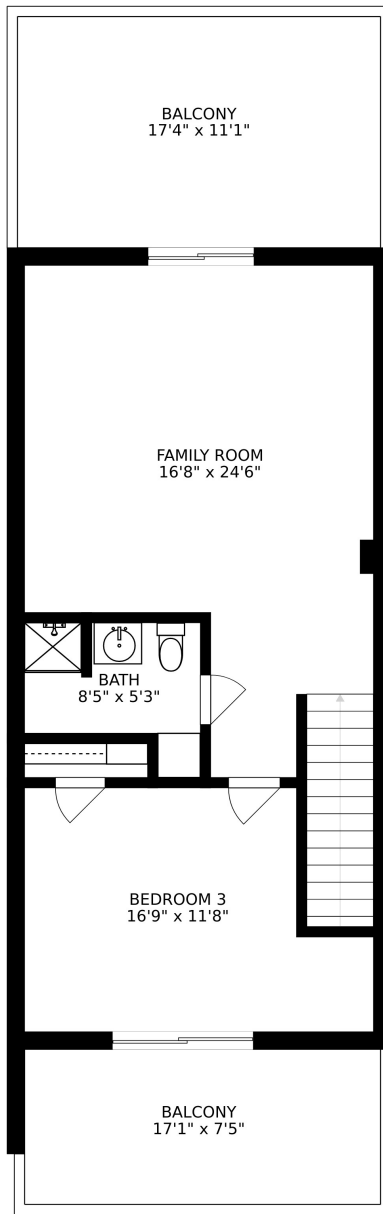 BALCONY
17'4" x 11'1"
FAMILY ROOM
16'8" x 24'6"
BATH
8'5" x 5'3"
BEDROOM 3
16'9" x 11'8"
BALCONY
17'1" x 7'5"